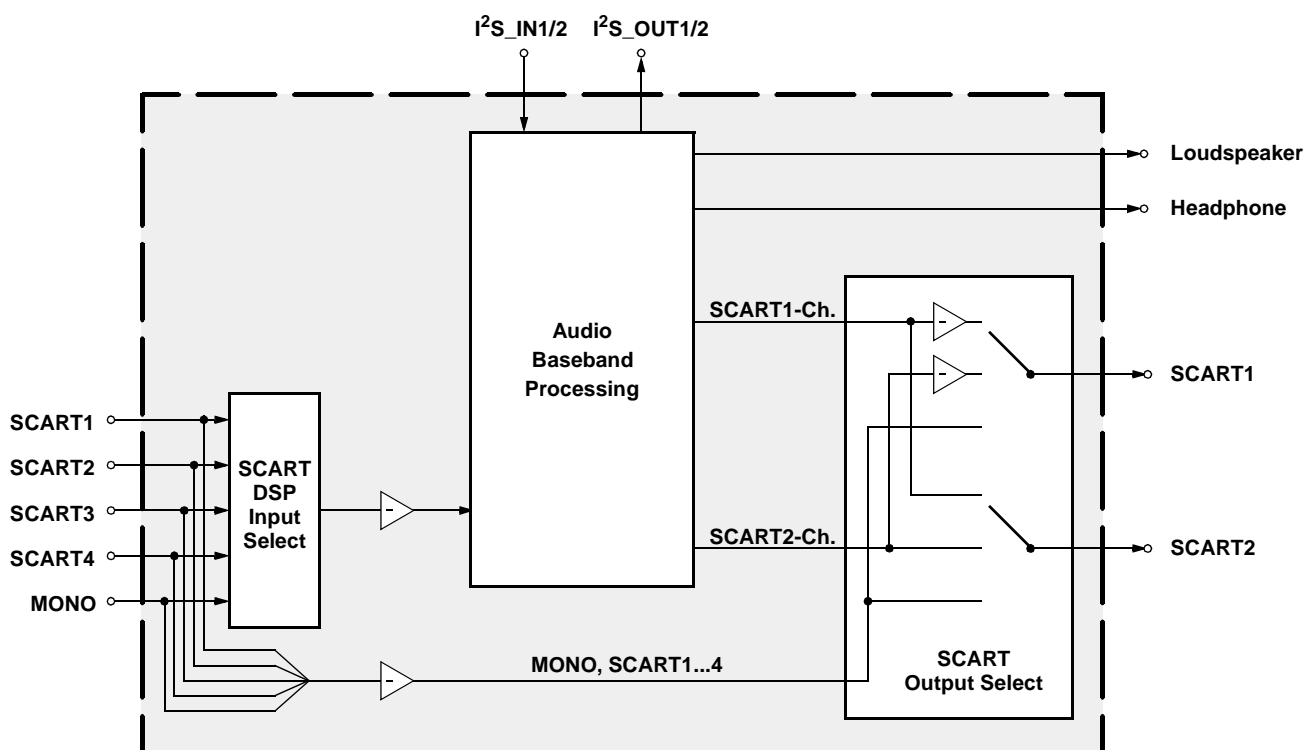 I²S_IN1/2
I²S_OUT1/2
Loudspeaker
Headphone
SCART1-Ch.
-
Audio
Baseband
Processing
-
SCART1
SCART1
SCART2
SCART3
SCART4
MONO
SCART
DSP
Input
Select
-
SCART2-Ch.
SCART2
MONO, SCART1...4
-
SCART
Output Select